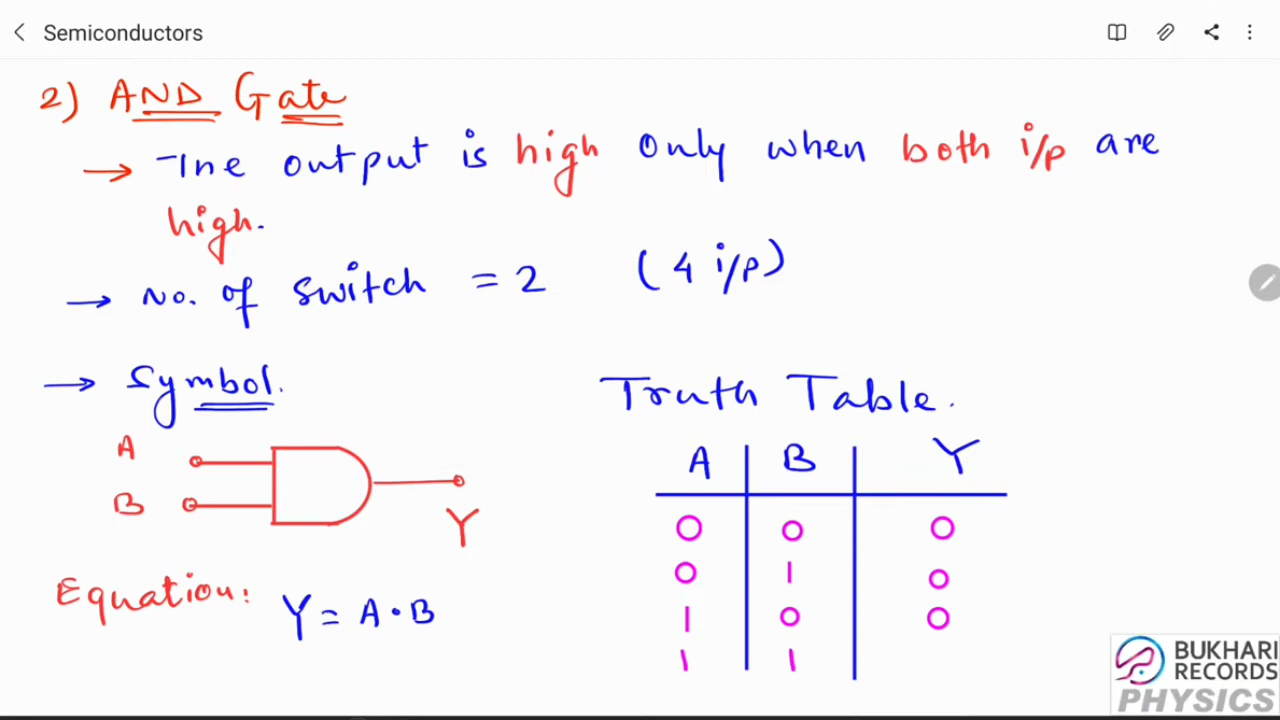 Semiconductors
2) AND Gate
→ The output is high only when both i/p are
high.
→ No. of switch = 2 (4 i/p)
→ Symbol.
A
B
Y
Equation: Y = A · B
Truth Table.
A B Y
0 0 0
0 1 0
1 0 0
1 1
BUKHARI
RECORDS
PHYSICS